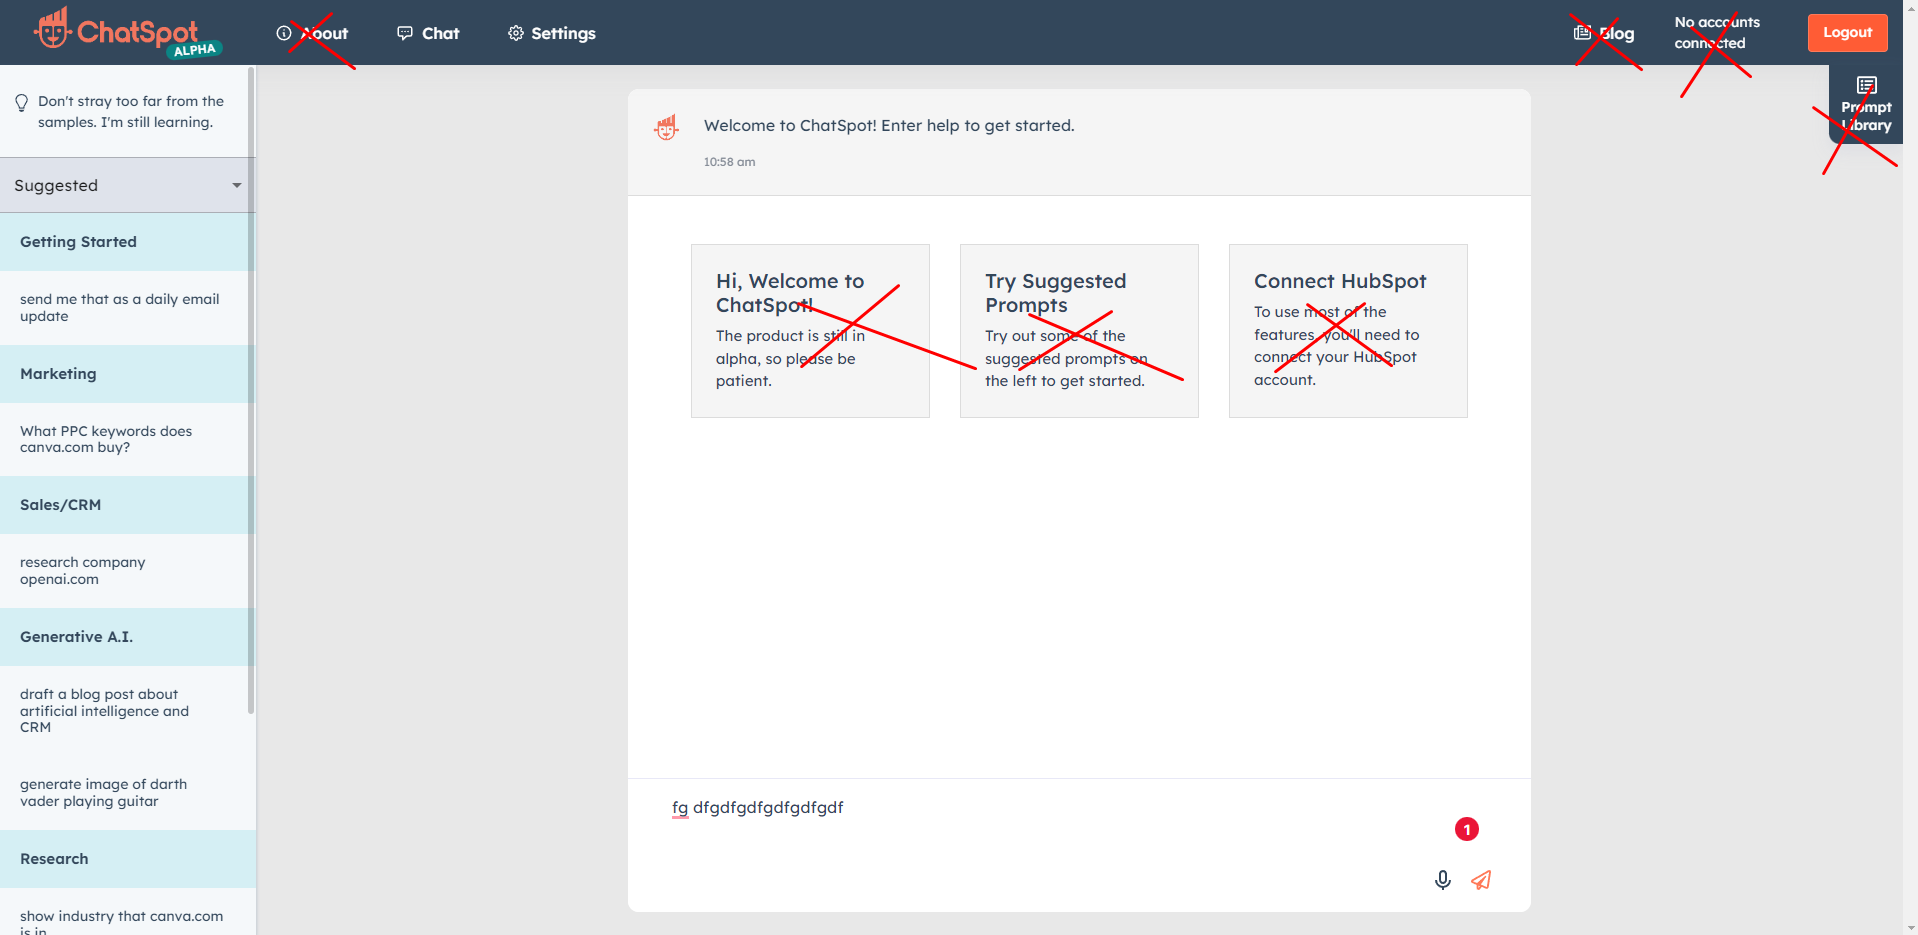 ChatSpot
ALPHA
About
Chat
Settings
Blog
No accounts
connected
Logout
Prompt
Library
Don't stray too far from the
samples. I'm still learning.
Suggested
Getting Started
send me that as a daily email
update
Marketing
What PPC keywords does
canva.com buy?
Sales/CRM
research company
openai.com
Generative A.I.
draft a blog post about
artificial intelligence and
CRM
generate image of darth
vader playing guitar
Research
show industry that canva.com
is in
Welcome to ChatSpot! Enter help to get started.
10:58 am
Hi, Welcome to
ChatSpot!
The product is still in
alpha, so please be
patient.
Try Suggested
Prompts
Try out some of the
suggested prompts on
the left to get started.
Connect HubSpot
To use most of the
features, you'll need to
connect your HubSpot
account.
fg dfgdfgdfgdfgdfgdf
1